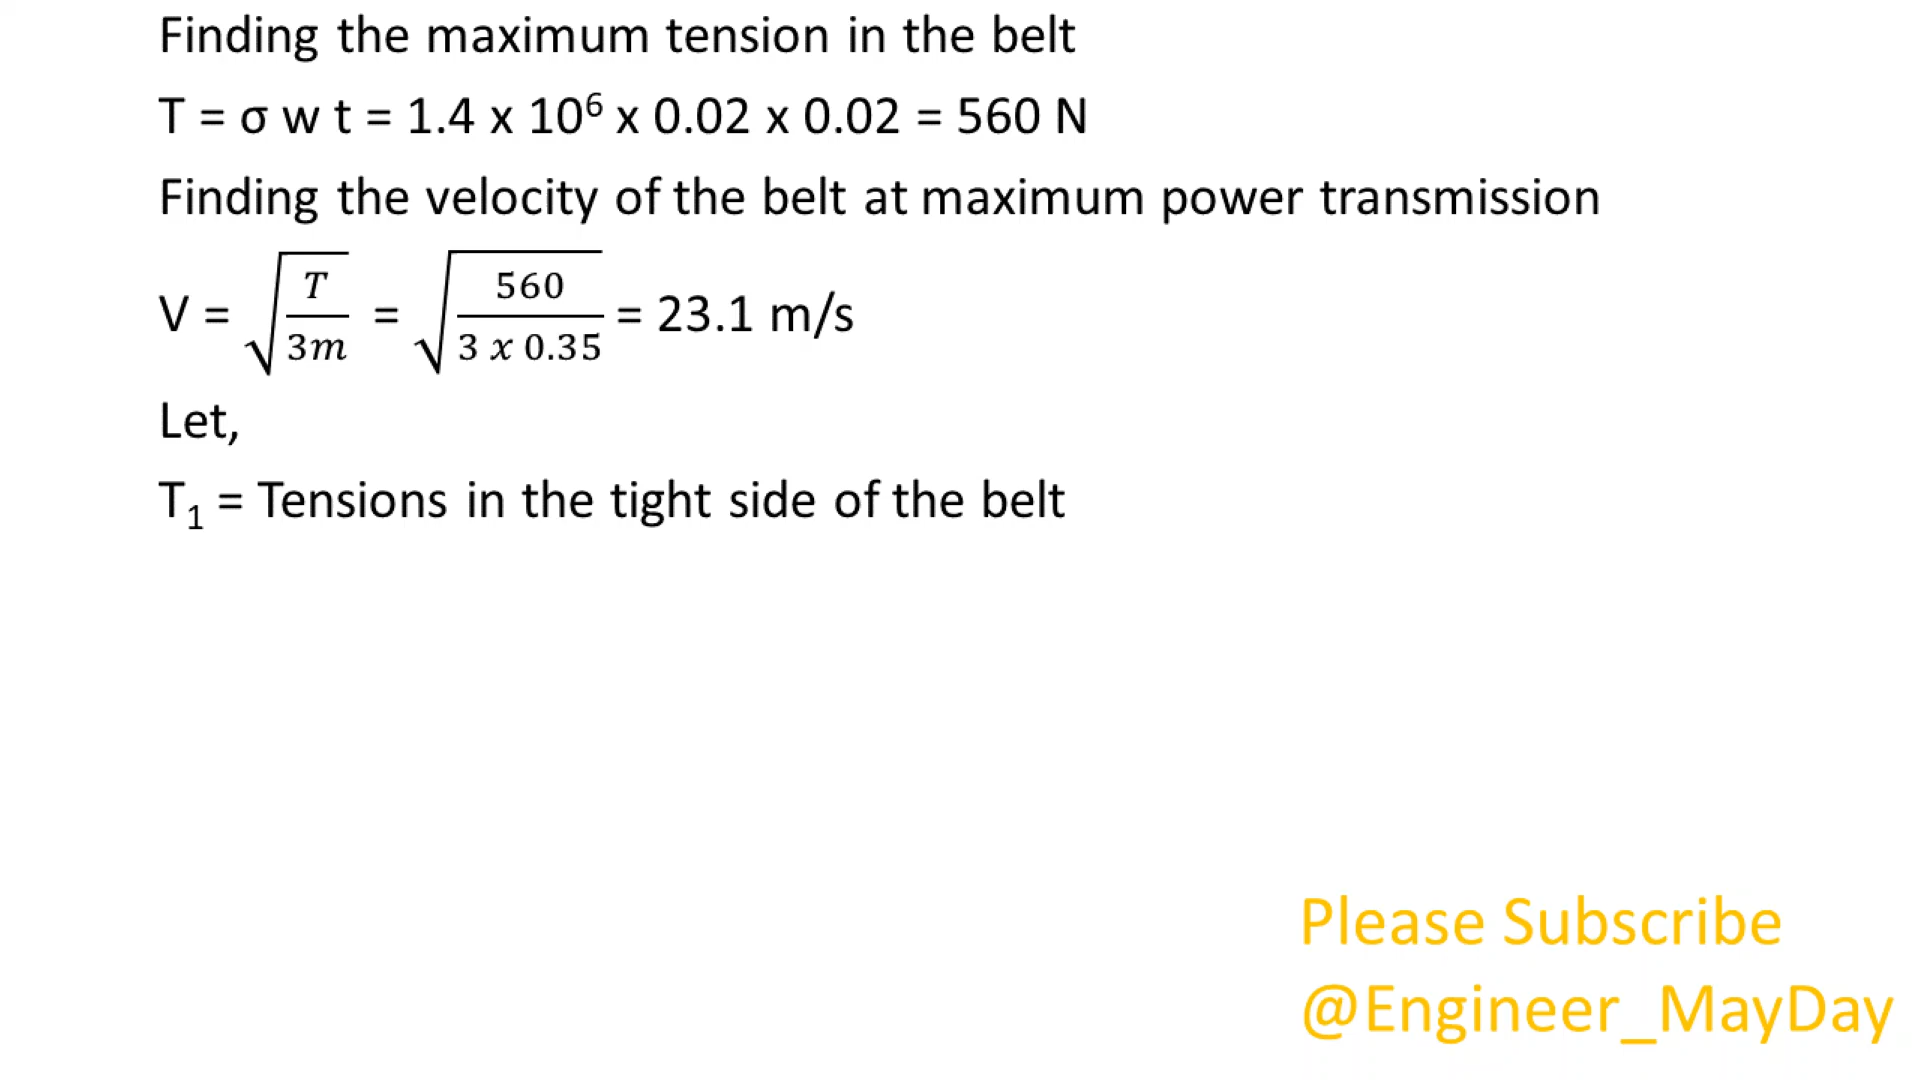 Finding the maximum tension in the belt
T = σ w t = 1.4 x 10⁶ x 0.02 x 0.02 = 560 N
Finding the velocity of the belt at maximum power transmission
V = √(T/3m) = √(560/3 x 0.35) = 23.1 m/s
Let,
T₁ = Tensions in the tight side of the belt
Please Subscribe
@Engineer_MayDay